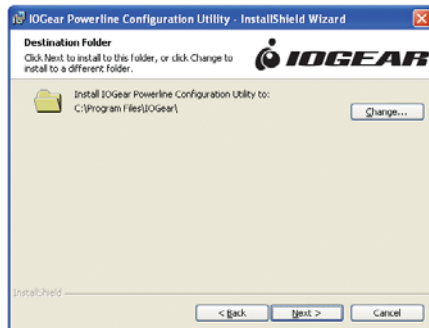 IOGear Powerline Configuration Utility - InstallShield Wizard
Destination Folder
Click Next to install to this folder, or click Change to
install to a different folder.
IOGEAR
Install IOGear Powerline Configuration Utility to:
C:\Program Files\IOGear\
Change...
InstallShield
< Back
Next >
Cancel